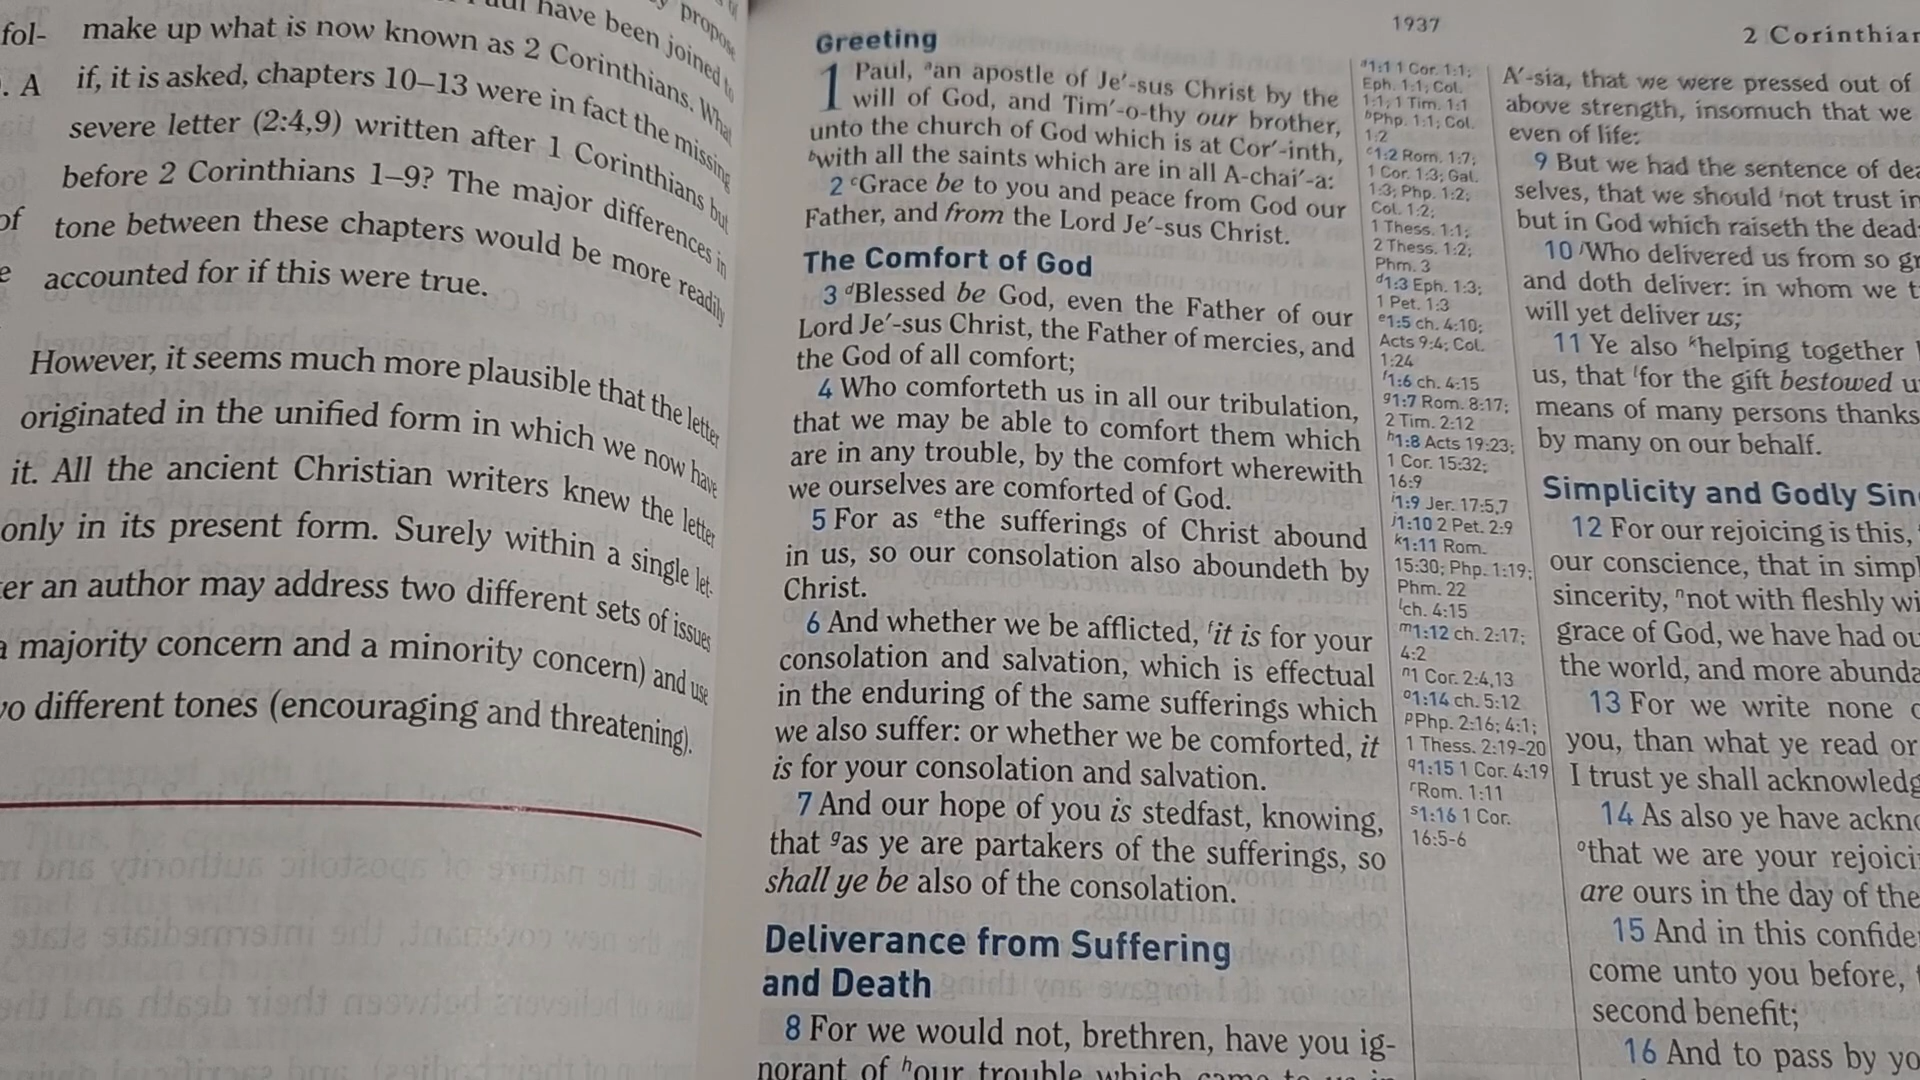 propose
Paul have been joined to
fol- make up what is now known as 2 Corinthians. What
. A if, it is asked, chapters 10–13 were in fact the missing
severe letter (2:4,9) written after 1 Corinthians but
before 2 Corinthians 1–9? The major differences in
of tone between these chapters would be more readily
e accounted for if this were true.
However, it seems much more plausible that the letter
originated in the unified form in which we now have
it. All the ancient Christian writers knew the letter
only in its present form. Surely within a single let-
er an author may address two different sets of issues
a majority concern and a minority concern) and use
vo different tones (encouraging and threatening).
1937
2 Corinthian
Greeting
1 Paul, ᵃan apostle of Je′-sus Christ by the
will of God, and Tim′-o-thy our brother,
unto the church of God which is at Cor′-inth,
ᵇwith all the saints which are in all A-chai′-a:
2 ᶜGrace be to you and peace from God our
Father, and from the Lord Je′-sus Christ.
The Comfort of God
3 ᵈBlessed be God, even the Father of our
Lord Je′-sus Christ, the Father of mercies, and
the God of all comfort;
4 Who comforteth us in all our tribulation,
that we may be able to comfort them which
are in any trouble, by the comfort wherewith
we ourselves are comforted of God.
5 For as ᵉthe sufferings of Christ abound
in us, so our consolation also aboundeth by
Christ.
6 And whether we be afflicted, ᶠit is for your
consolation and salvation, which is effectual
in the enduring of the same sufferings which
we also suffer: or whether we be comforted, it
is for your consolation and salvation.
7 And our hope of you is stedfast, knowing,
that ᵍas ye are partakers of the sufferings, so
shall ye be also of the consolation.
Deliverance from Suffering
and Death
8 For we would not, brethren, have you ig-
norant of ʰour trouble which came to us in
ᵃ1:1 1 Cor. 1:1;
Eph. 1:1; Col.
1:1; 1 Tim. 1:1
ᵇPhp. 1:1; Col.
1:2
ᶜ1:2 Rom. 1:7;
1 Cor. 1:3; Gal.
1:3; Php. 1:2;
Col. 1:2;
1 Thess. 1:1;
2 Thess. 1:2;
Phm. 3
ᵈ1:3 Eph. 1:3;
1 Pet. 1:3
ᵉ1:5 ch. 4:10;
Acts 9:4; Col.
1:24
ᶠ1:6 ch. 4:15
ᵍ1:7 Rom. 8:17;
2 Tim. 2:12
ʰ1:8 Acts 19:23;
1 Cor. 15:32;
16:9
ⁱ1:9 Jer. 17:5,7
ʲ1:10 2 Pet. 2:9
ᵏ1:11 Rom.
15:30; Php. 1:19;
Phm. 22
ˡch. 4:15
ᵐ1:12 ch. 2:17;
4:2
ⁿ1 Cor. 2:4,13
ᵒ1:14 ch. 5:12
ᵖPhp. 2:16; 4:1;
1 Thess. 2:19-20
q1:15 1 Cor. 4:19
ʳRom. 1:11
ˢ1:16 1 Cor.
16:5-6
A′-sia, that we were pressed out of
above strength, insomuch that we
even of life:
9 But we had the sentence of dea
selves, that we should ⁱnot trust in
but in God which raiseth the dead:
10 ʲWho delivered us from so gr
and doth deliver: in whom we t
will yet deliver us;
11 Ye also ᵏhelping together
us, that ˡfor the gift bestowed u
means of many persons thanks
by many on our behalf.
Simplicity and Godly Sinc
12 For our rejoicing is this,
our conscience, that in simpl
sincerity, ⁿnot with fleshly wi
grace of God, we have had ou
the world, and more abunda
13 For we write none o
you, than what ye read or
I trust ye shall acknowledg
14 As also ye have ackno
ᵒthat we are your rejoici
are ours in the day of the
15 And in this confide
come unto you before,
second benefit;
16 And to pass by yo